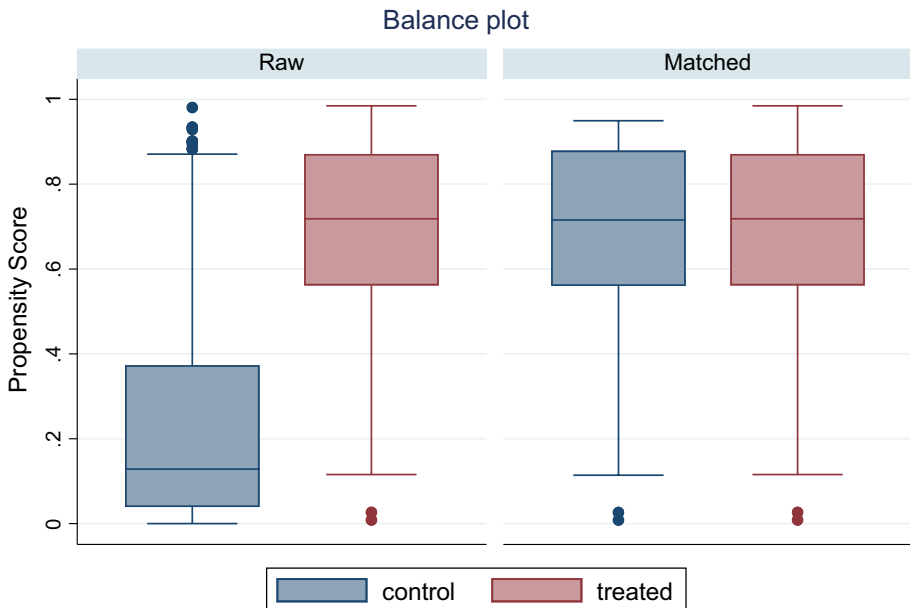 Balance plot
Raw
Matched
Propensity Score
1
.8
.6
.4
.2
0
control
treated